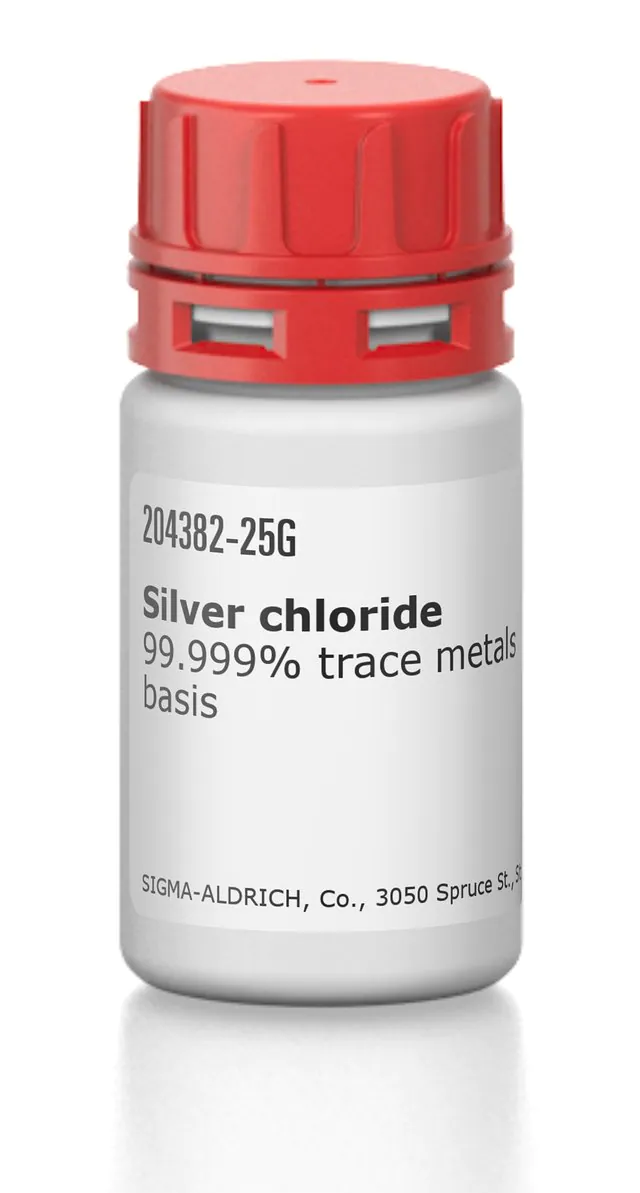 204382-25G
Silver chloride
99.999% trace metals
basis
SIGMA-ALDRICH, Co., 3050 Spruce St.,